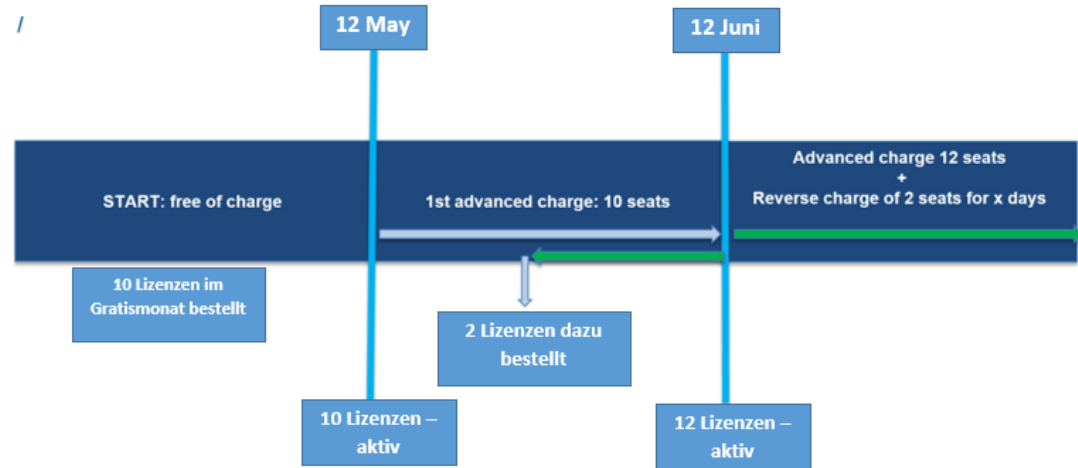 /
12 May
12 Juni
START: free of charge
1st advanced charge: 10 seats
Advanced charge 12 seats
+
Reverse charge of 2 seats for x days
10 Lizenzen im
Gratismonat bestellt
2 Lizenzen dazu
bestellt
10 Lizenzen –
aktiv
12 Lizenzen –
aktiv